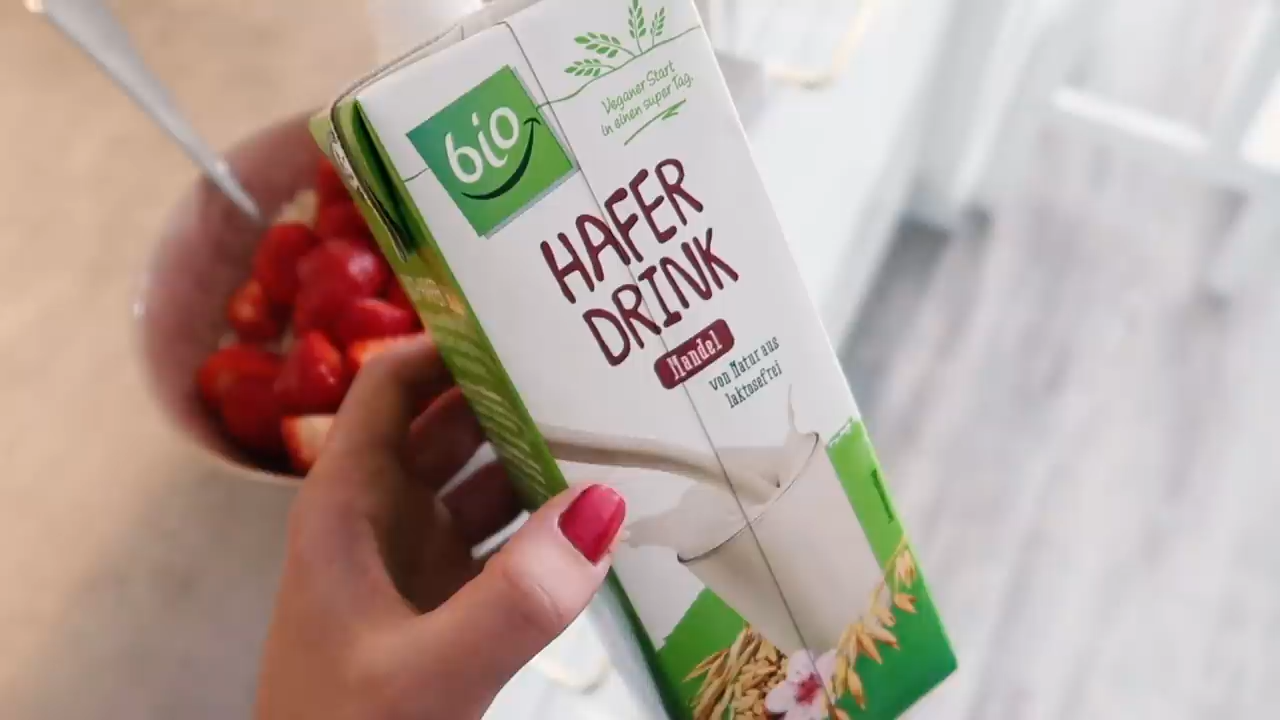 bio
Veganer Start
in einen super Tag.
HAFER
DRINK
Mandel
von Natur aus
laktosefrei